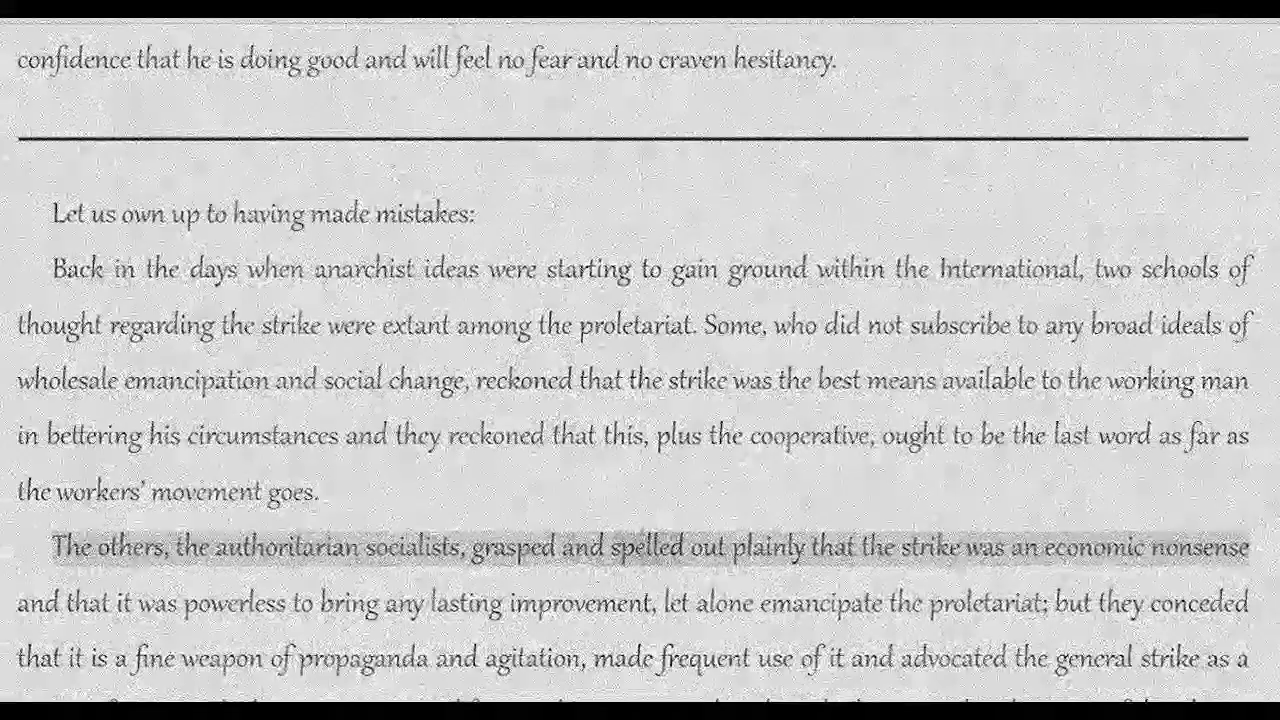 confidence that he is doing good and will feel no fear and no craven hesitancy.
Let us own up to having made mistakes:
Back in the days when anarchist ideas were starting to gain ground within the International, two schools of
thought regarding the strike were extant among the proletariat. Some, who did not subscribe to any broad ideals of
wholesale emancipation and social change, reckoned that the strike was the best means available to the working man
in bettering his circumstances and they reckoned that this, plus the cooperative, ought to be the last word as far as
the workers’ movement goes.
The others, the authoritarian socialists, grasped and spelled out plainly that the strike was an economic nonsense
and that it was powerless to bring any lasting improvement, let alone emancipate the proletariat; but they conceded
that it is a fine weapon of propaganda and agitation, made frequent use of it and advocated the general strike as a